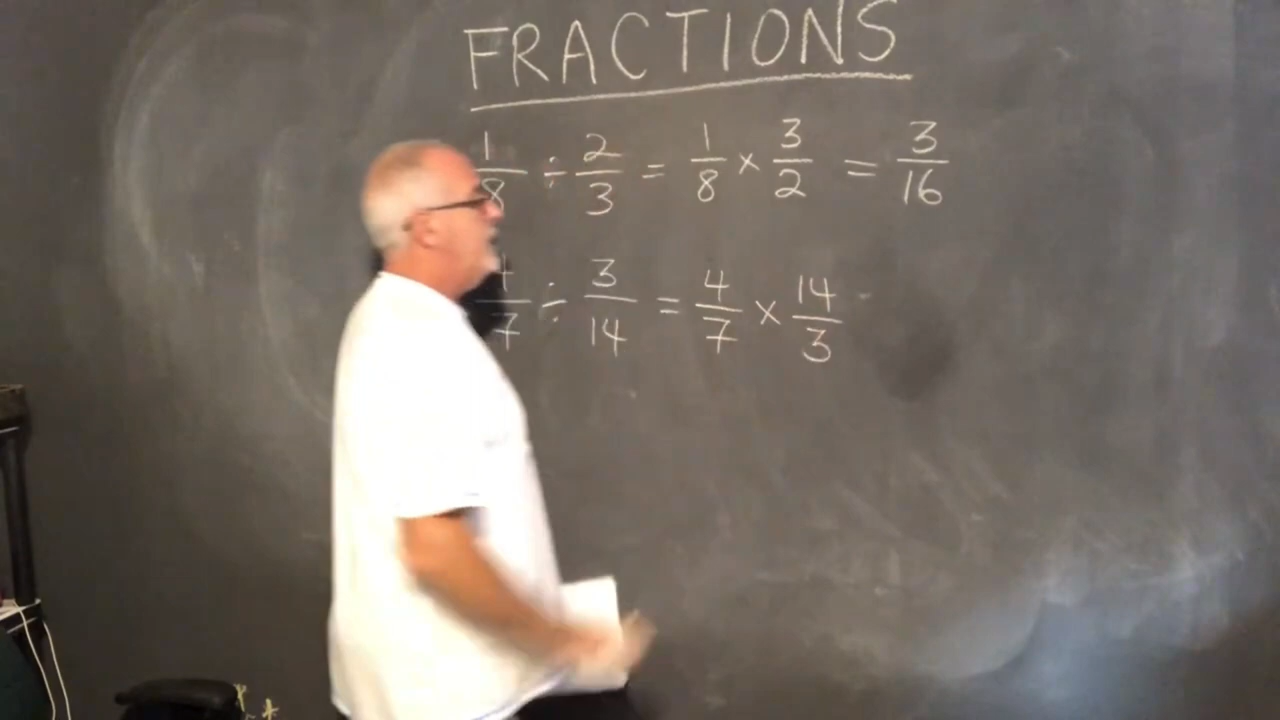 FRACTIONS
1/8 ÷ 2/3 = 1/8 × 3/2 = 3/16
4/7 ÷ 3/14 = 4/7 × 14/3